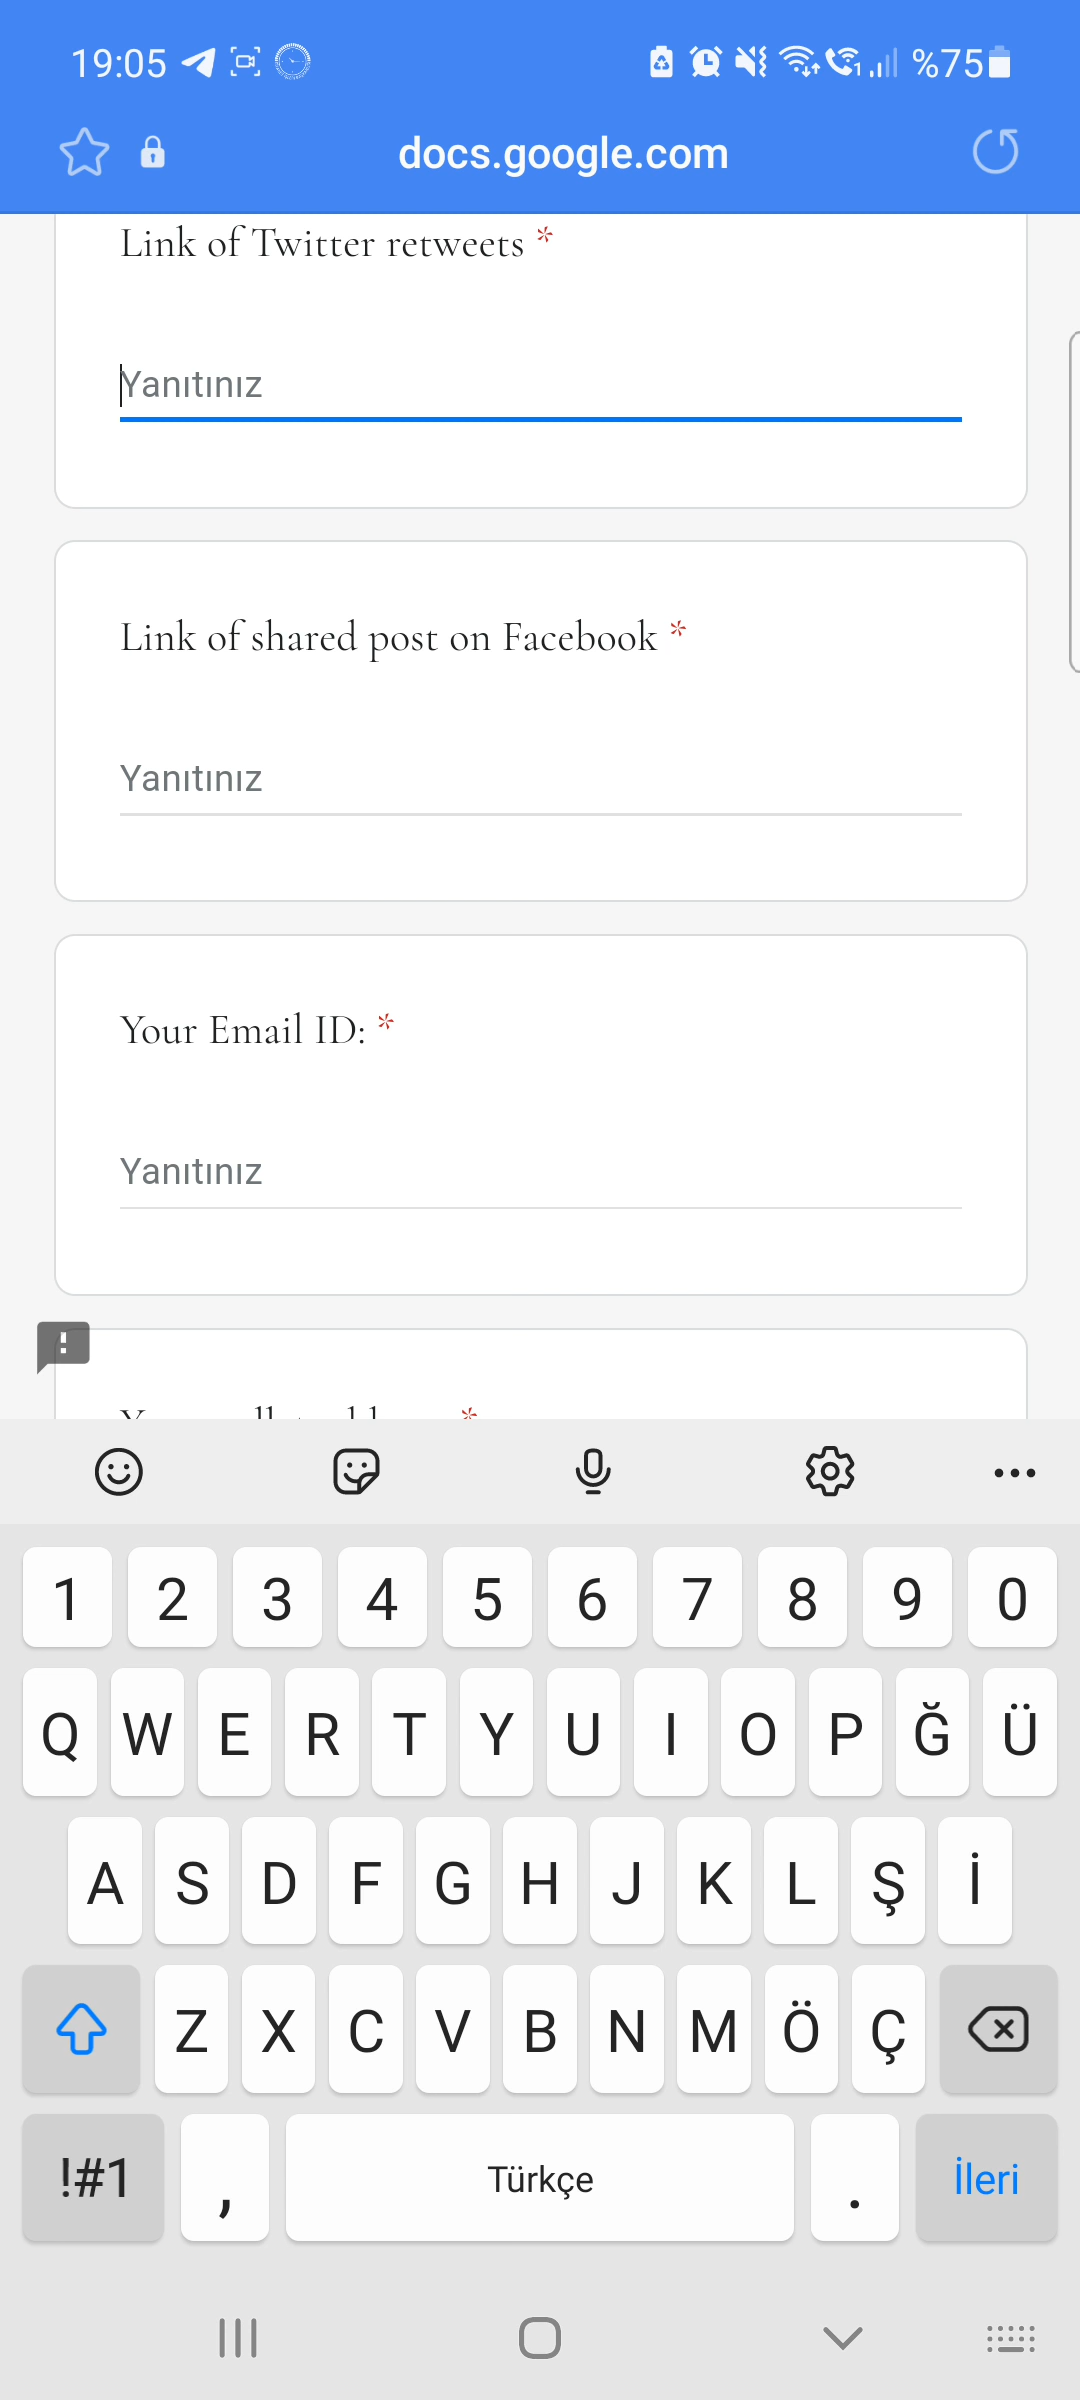 19:05 %75
docs.google.com
Link of Twitter retweets *
Yanıtınız
Link of shared post on Facebook *
Yanıtınız
Your Email ID: *
Yanıtınız
*
1 2 3 4 5 6 7 8 9 0
Q W E R T Y U I O P Ğ Ü
A S D F G H J K L Ş İ
Z X C V B N M Ö Ç
!#1 , Türkçe . İleri